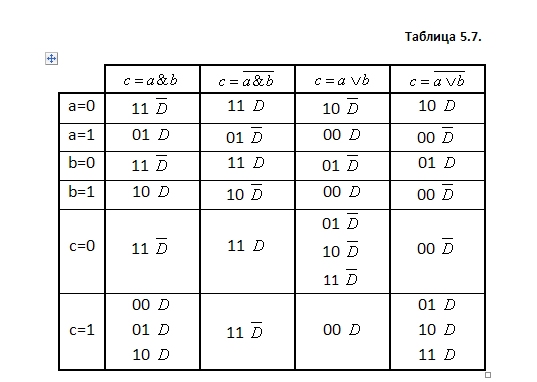 Таблица 5.7.
c = a & b c = \overline{a & b} c = a ∨ b c = \overline{a ∨ b}
a=0 11 D̅ 11 D 10 D̅ 10 D
a=1 01 D 01 D̅ 00 D 00 D̅
b=0 11 D̅ 11 D 01 D̅ 01 D
b=1 10 D 10 D̅ 00 D 00 D̅
c=0 11 D̅ 11 D 01 D̅ 00 D̅
10 D̅
11 D̅
c=1 00 D 11 D̅ 00 D 01 D
01 D 10 D
10 D 11 D